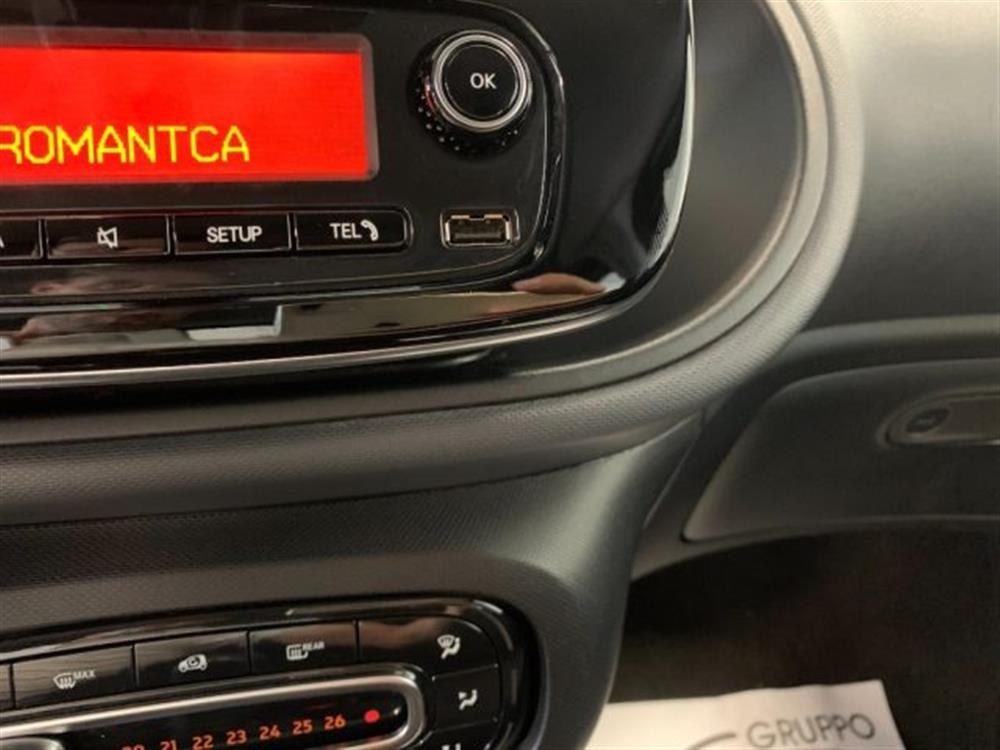 ROMANTCA
OK
SETUP TEL
MAX REAR
21 22 23 24 25 26
GRUPPO